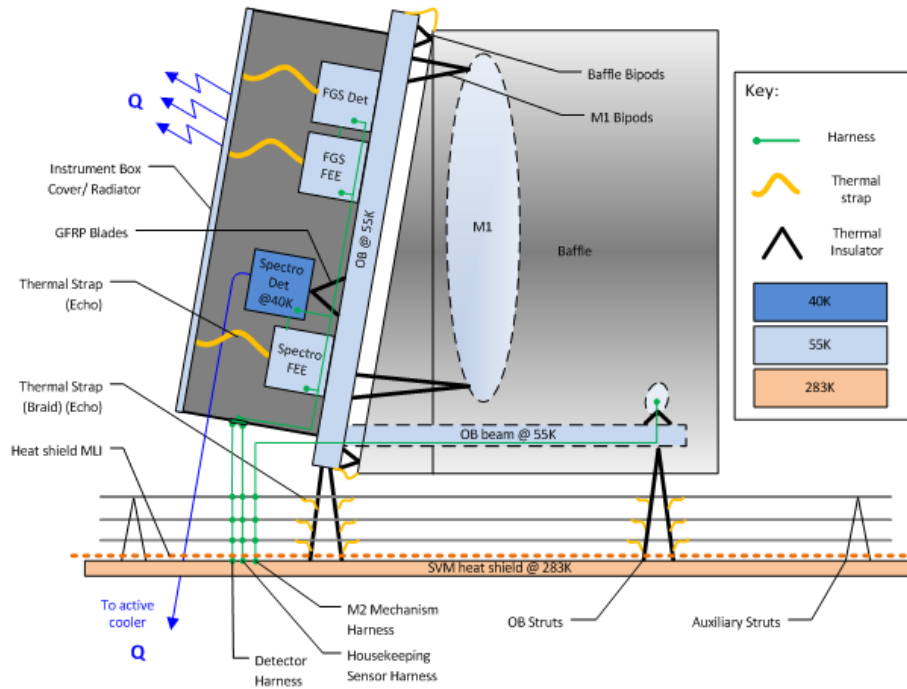 Baffle Bipods
M1 Bipods
Q
FGS Det
FGS
FEE
Instrument Box
Cover/ Radiator
GFRP Blades
OB @ 55K
M1
Baffle
Spectro
Det
@40K
Thermal Strap
(Echo)
Spectro
FEE
Thermal Strap
(Braid) (Echo)
OB beam @ 55K
Heat shield MLI
SVM heat shield @ 283K
To active
cooler
Q
M2 Mechanism
Harness
OB Struts
Auxiliary Struts
Detector
Harness
Housekeeping
Sensor Harness
Key:
Harness
Thermal
strap
Thermal
Insulator
40K
55K
283K